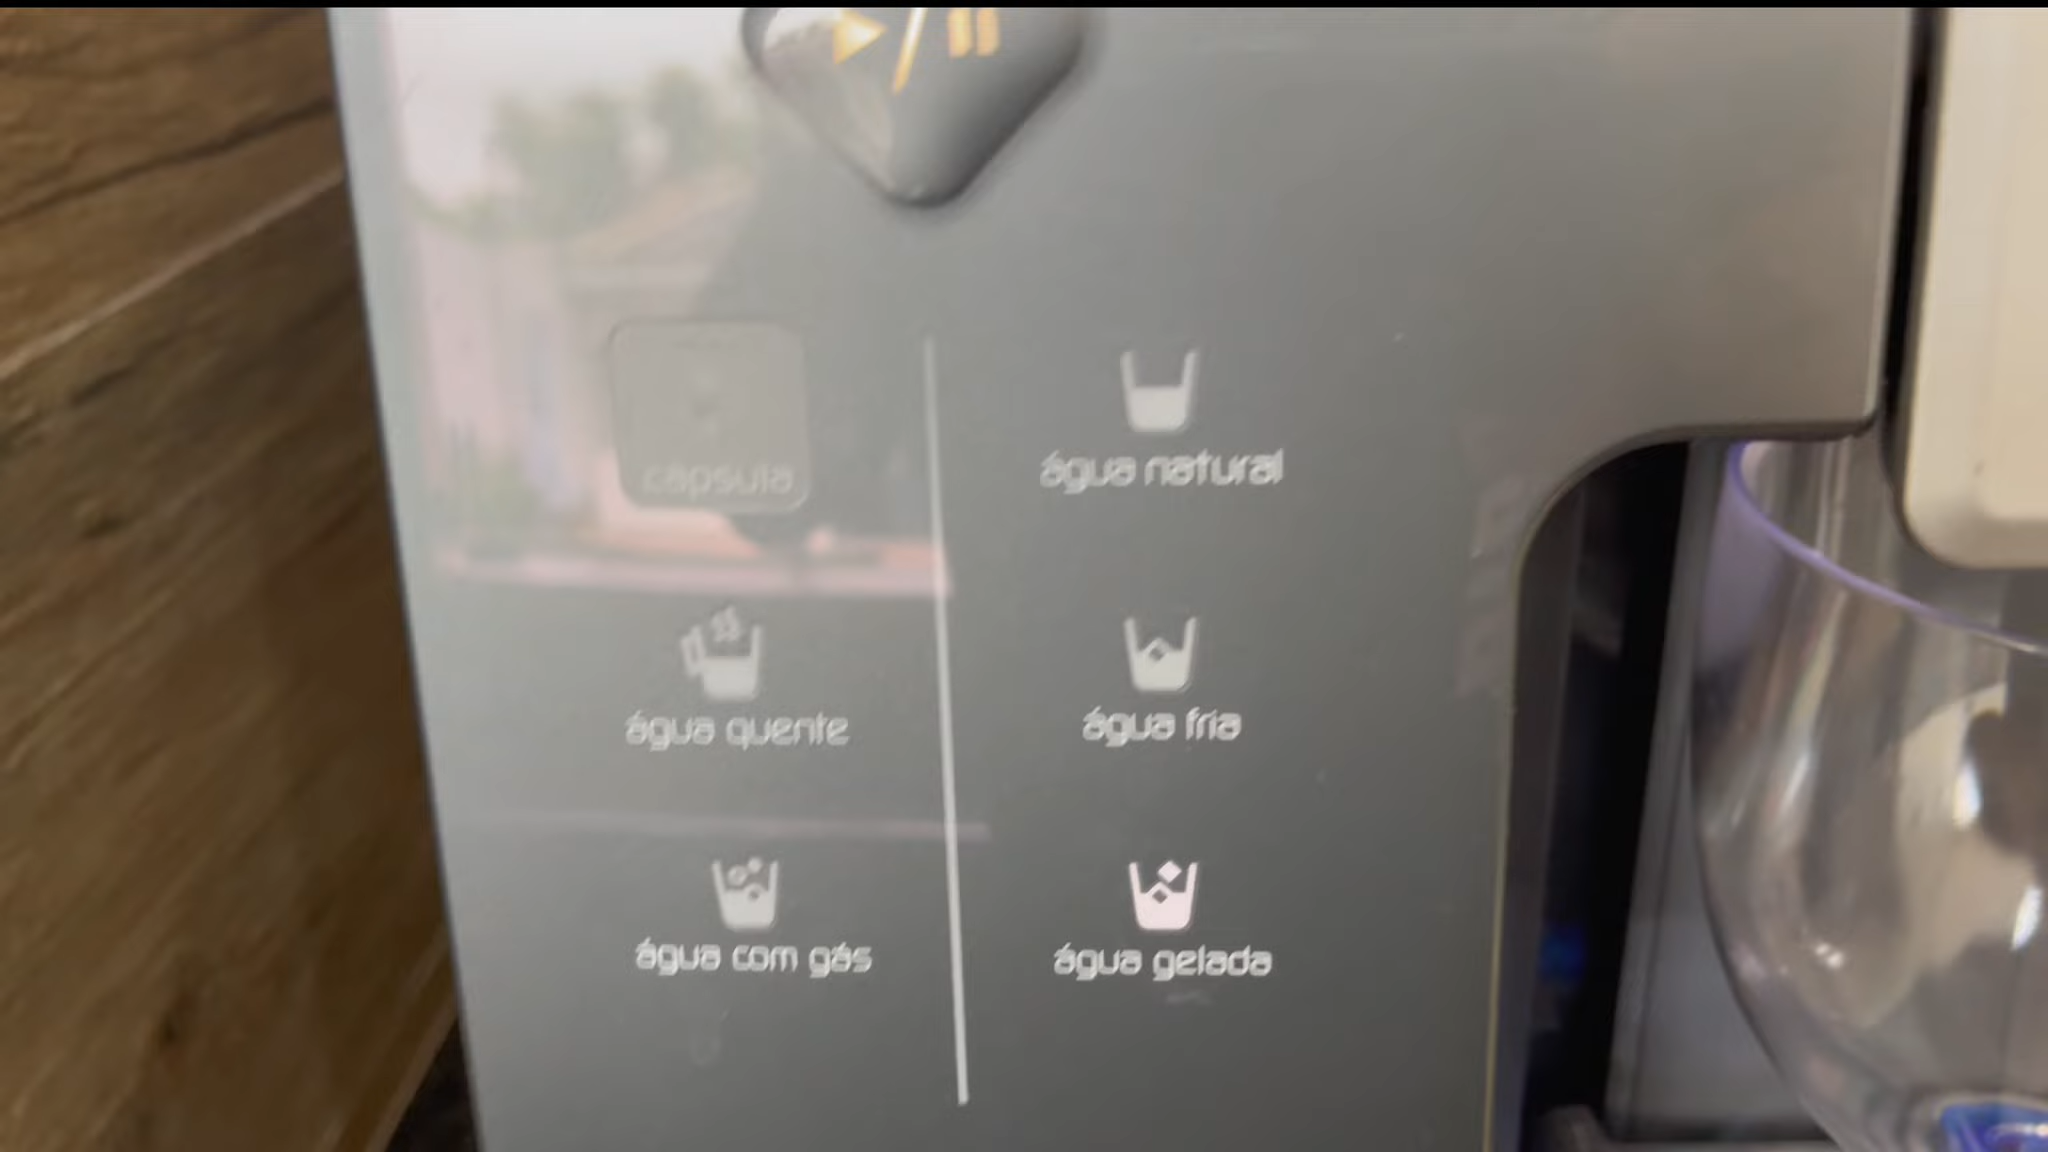 cápsula
água natural
água quente
água fria
água com gás
água gelada